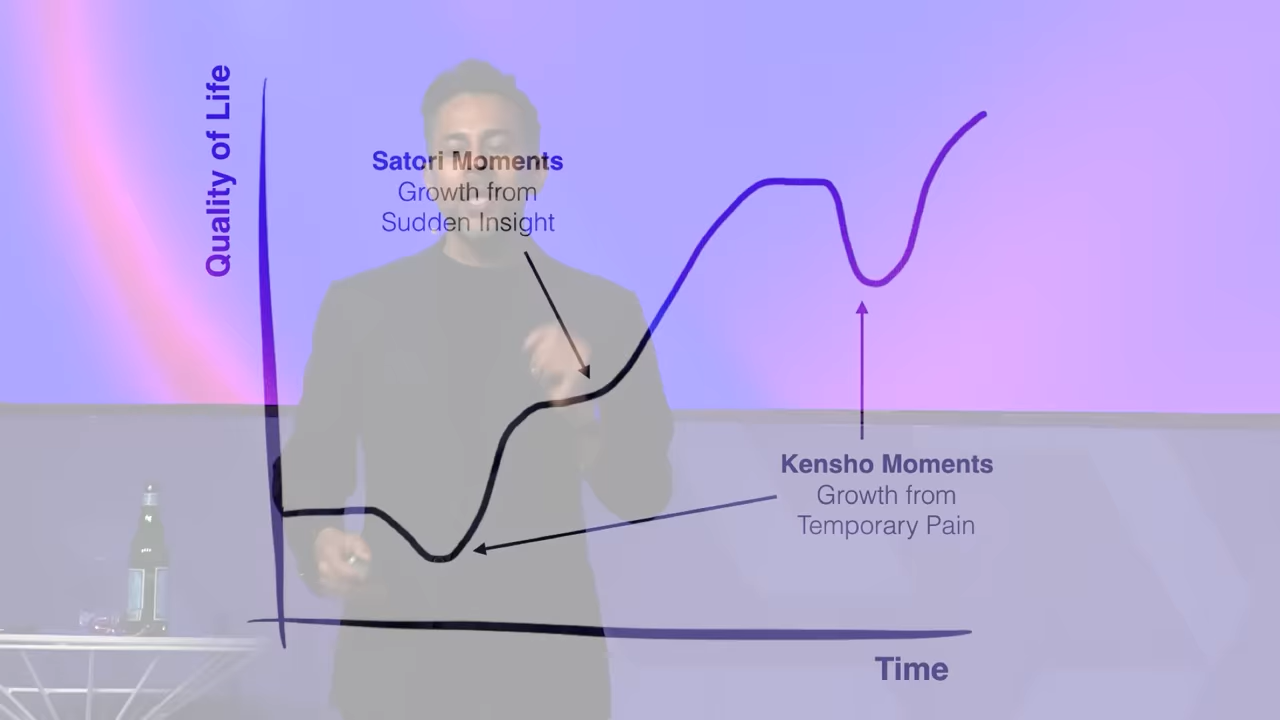 Quality of Life
Satori Moments
Growth from
Sudden Insight
Kensho Moments
Growth from
Temporary Pain
Time